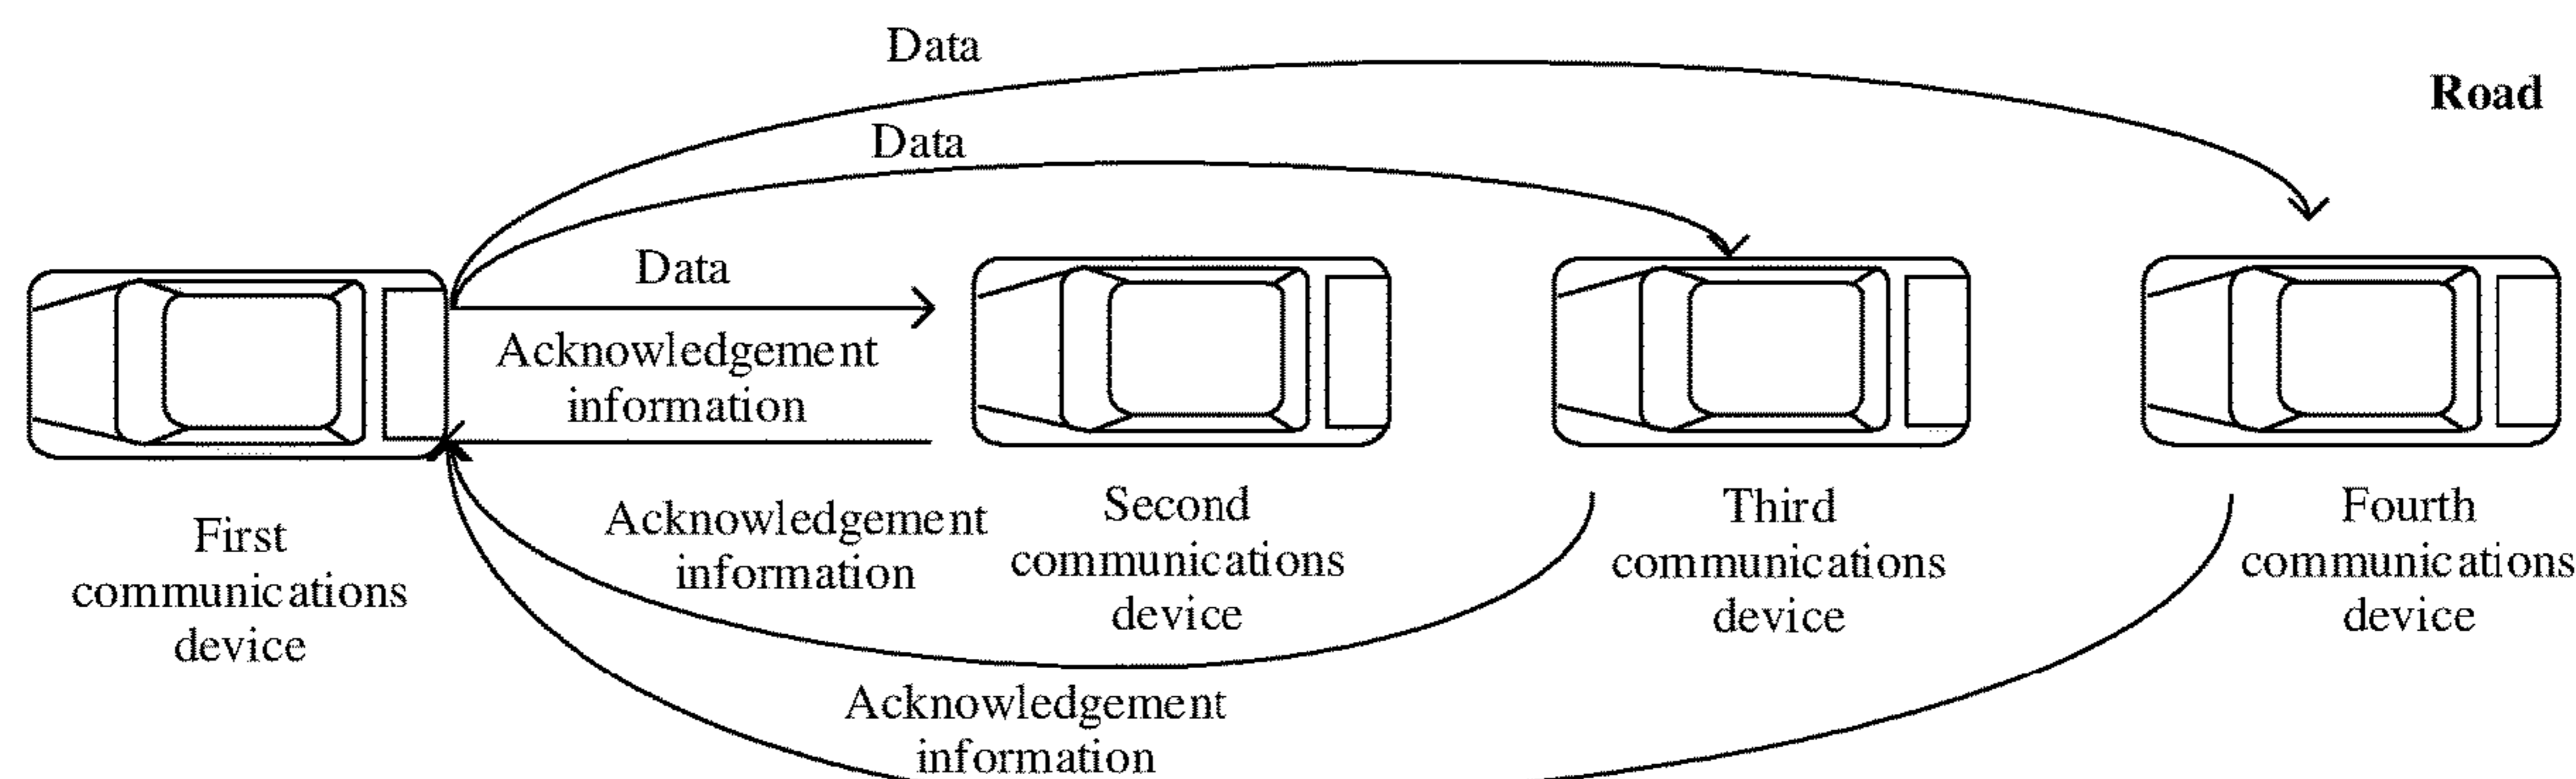 Data
Road
Data
Data
Acknowledgement
information
First
communications
device
Acknowledgement
information
Second
communications
device
Third
communications
device
Fourth
communications
device
Acknowledgement
information